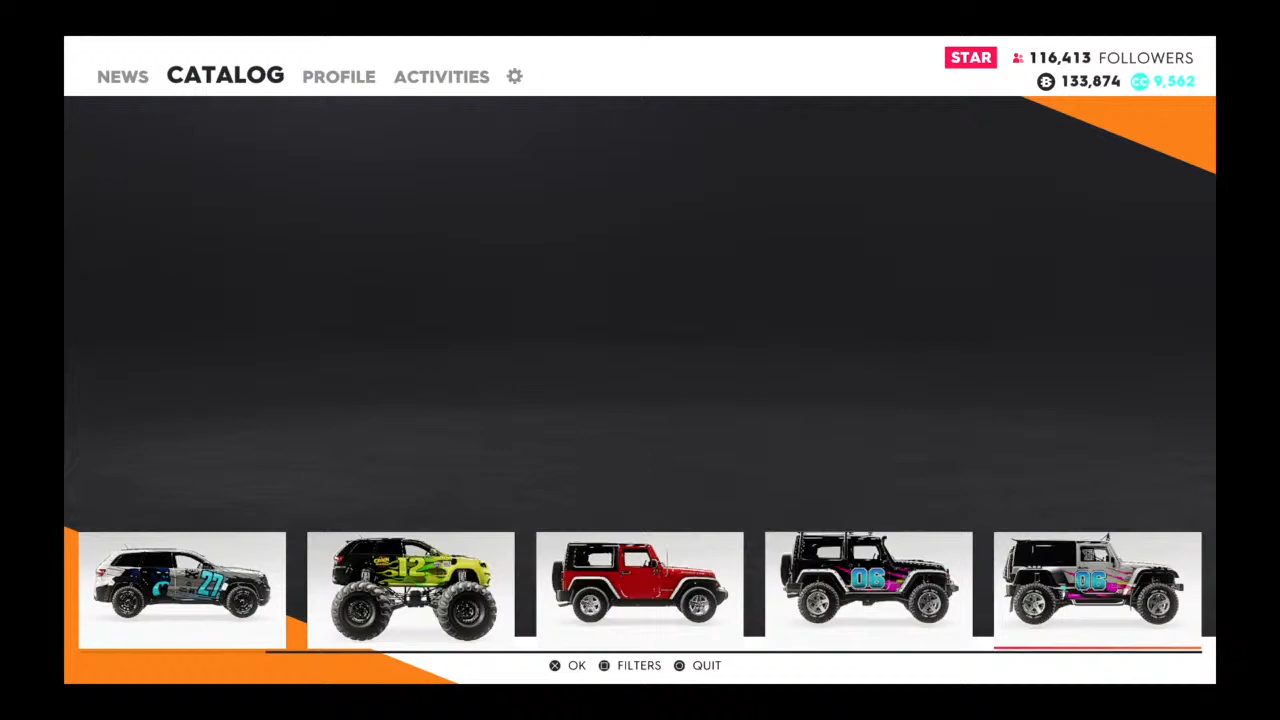 NEWS CATALOG PROFILE ACTIVITIES
STAR 116,413 FOLLOWERS
133,874 CC 9,562
27
12
06
06
OK FILTERS QUIT